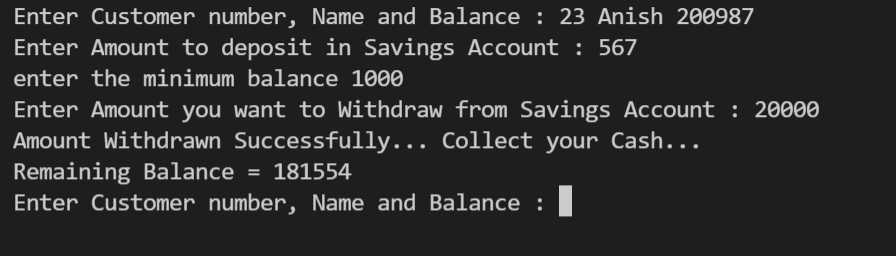 Enter Customer number, Name and Balance : 23 Anish 200987
Enter Amount to deposit in Savings Account : 567
enter the minimum balance 1000
Enter Amount you want to Withdraw from Savings Account : 20000
Amount Withdrawn Successfully... Collect your Cash...
Remaining Balance = 181554
Enter Customer number, Name and Balance :